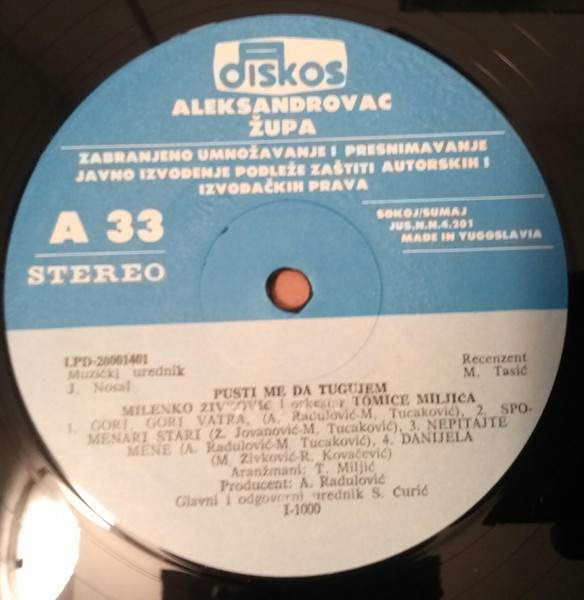 diskos
ALEKSANDROVAC
ŽUPA
ZABRANJENO UMNOŽAVANJE I PRESNIMAVANJE
JAVNO IZVOĐENJE PODLEŽE ZAŠTITI AUTORSKIH I
IZVOĐAČKIH PRAVA
A 33
STEREO
SOKOJ/SUMAJ
JUS.N.N.4.201
MADE IN YUGOSLAVIA
LPD-20001401
Muzički urednik
J. Nosal
Recenzent
M. Tasić
PUSTI ME DA TUGUJEM
MILENKO ŽIVKOVIĆ i orkestar TOMICE MILJIĆA
1. GORI, GORI VATRA, (A. Radulović-M. Tucaković), 2. SPO-
MENARI STARI (Ž. Jovanović-M. Tucaković), 3. NEPITAJTE
MENE (A. Radulović-M. Tucaković), 4. DANIJELA
(M. Živković-R. Kovačević)
Aranžmani: T. Miljić
Producent: A. Radulović
Glavni i odgovorni urednik S. Ćurić
I-1000